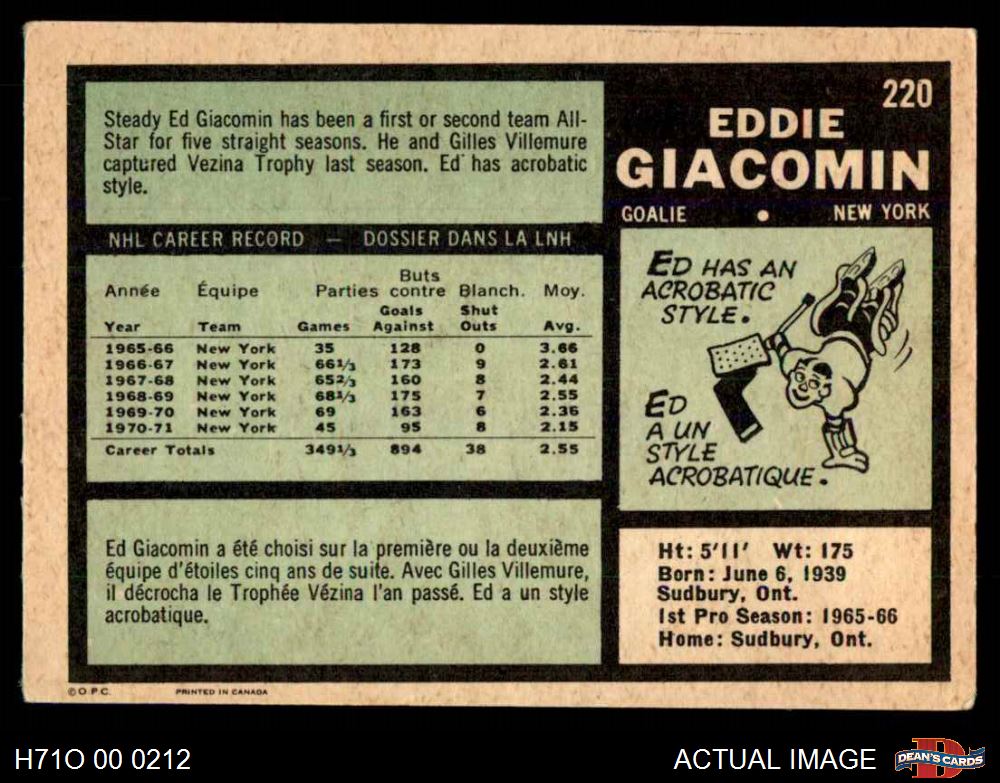 220
EDDIE
GIACOMIN
GOALIE • NEW YORK
Steady Ed Giacomin has been a first or second team All-
Star for five straight seasons. He and Gilles Villemure
captured Vezina Trophy last season. Ed has acrobatic
style.
NHL CAREER RECORD — DOSSIER DANS LA LNH
Année Équipe Parties Buts contre Blanch. Moy.
Year Team Games Goals Against Shut Outs Avg.
1965-66 New York 35 128 0 3.66
1966-67 New York 66⅓ 173 9 2.61
1967-68 New York 65⅔ 160 8 2.44
1968-69 New York 68⅓ 175 7 2.55
1969-70 New York 69 163 6 2.36
1970-71 New York 45 95 8 2.15
Career Totals 349⅓ 894 38 2.55
Ed Giacomin a été choisi sur la première ou la deuxième
équipe d'étoiles cinq ans de suite. Avec Gilles Villemure,
il décrocha le Trophée Vézina l'an passé. Ed a un style
acrobatique.
ED HAS AN
ACROBATIC
STYLE.
ED
A UN
STYLE
ACROBATIQUE.
Ht: 5'11' Wt: 175
Born: June 6, 1939
Sudbury, Ont.
1st Pro Season: 1965-66
Home: Sudbury, Ont.
© O.P.C. PRINTED IN CANADA
H71O 00 0212
ACTUAL IMAGE
DEAN'S CARDS